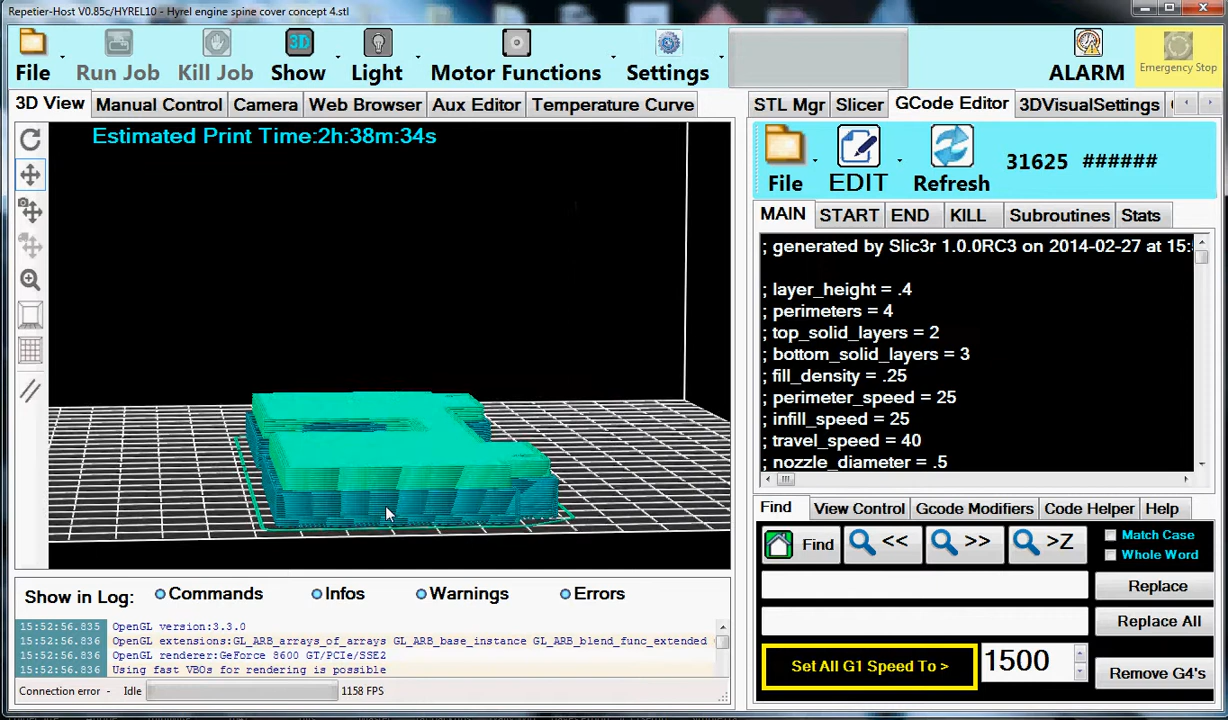 Repetier-Host V0.85c/HYREL10 - Hyrel engine spine cover concept 4.stl
File Run Job Kill Job Show Light Motor Functions Settings ALARM Emergency Stop
3D
3D View Manual Control Camera Web Browser Aux Editor Temperature Curve
STL Mgr Slicer GCode Editor 3DVisualSettings
Estimated Print Time:2h:38m:34s
File EDIT Refresh 31625 ######
MAIN START END KILL Subroutines Stats
; generated by Slic3r 1.0.0RC3 on 2014-02-27 at 15:
; layer_height = .4
; perimeters = 4
; top_solid_layers = 2
; bottom_solid_layers = 3
; fill_density = .25
; perimeter_speed = 25
; infill_speed = 25
; travel_speed = 40
; nozzle_diameter = .5
Find View Control Gcode Modifiers Code Helper Help
Find << >> >Z
Match Case
Whole Word
Replace
Replace All
Set All G1 Speed To > 1500 Remove G4's
Show in Log: Commands Infos Warnings Errors
15:52:56.835 OpenGL version:3.3.0
15:52:56.836 OpenGL extensions:GL_ARB_arrays_of_arrays GL_ARB_base_instance GL_ARB_blend_func_extended
15:52:56.836 OpenGL renderer:GeForce 8600 GT/PCIe/SSE2
15:52:56.836 Using fast VBOs for rendering is possible
Connection error - Idle 1158 FPS